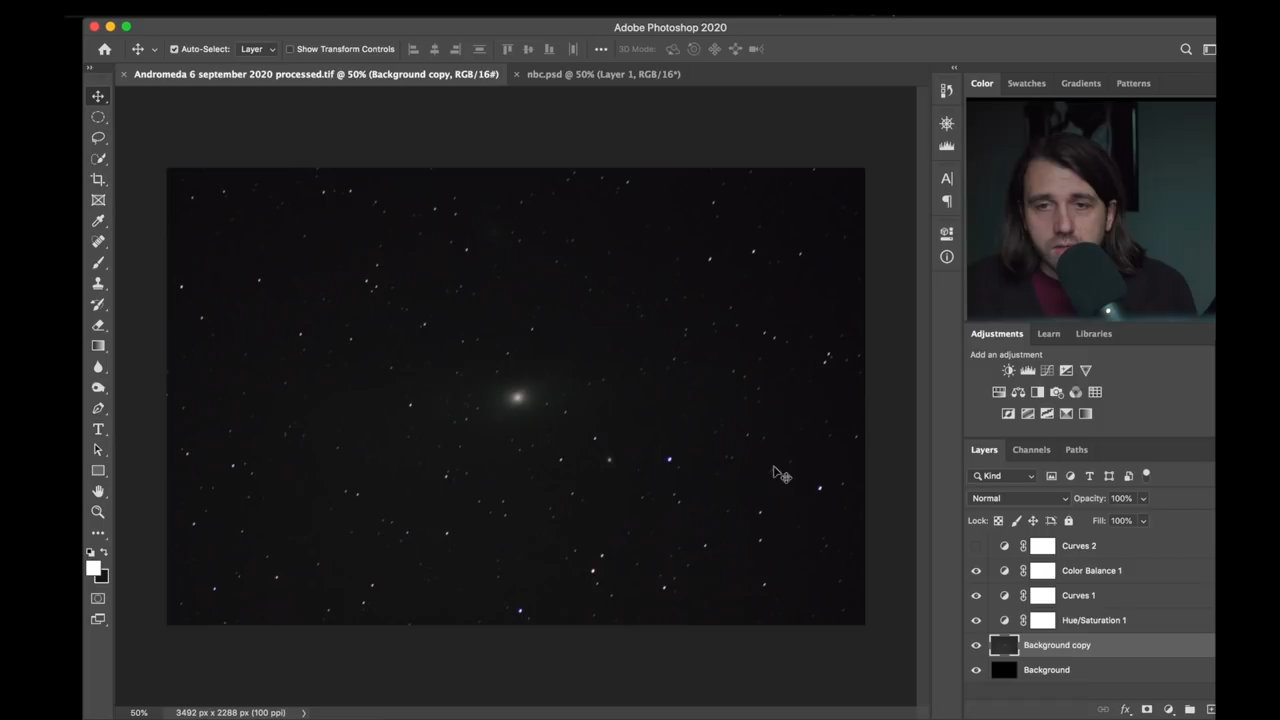 Adobe Photoshop 2020
Auto-Select: Layer Show Transform Controls 3D Mode:
Andromeda 6 september 2020 processed.tif @ 50% (Background copy, RGB/16#) nbc.psd @ 50% (Layer 1, RGB/16*)
Color Swatches Gradients Patterns
Adjustments Learn Libraries
Add an adjustment
Layers Channels Paths
Kind
Normal Opacity: 100%
Lock: Fill: 100%
Curves 2
Color Balance 1
Curves 1
Hue/Saturation 1
Background copy
Background
50% 3492 px x 2288 px (100 ppi)